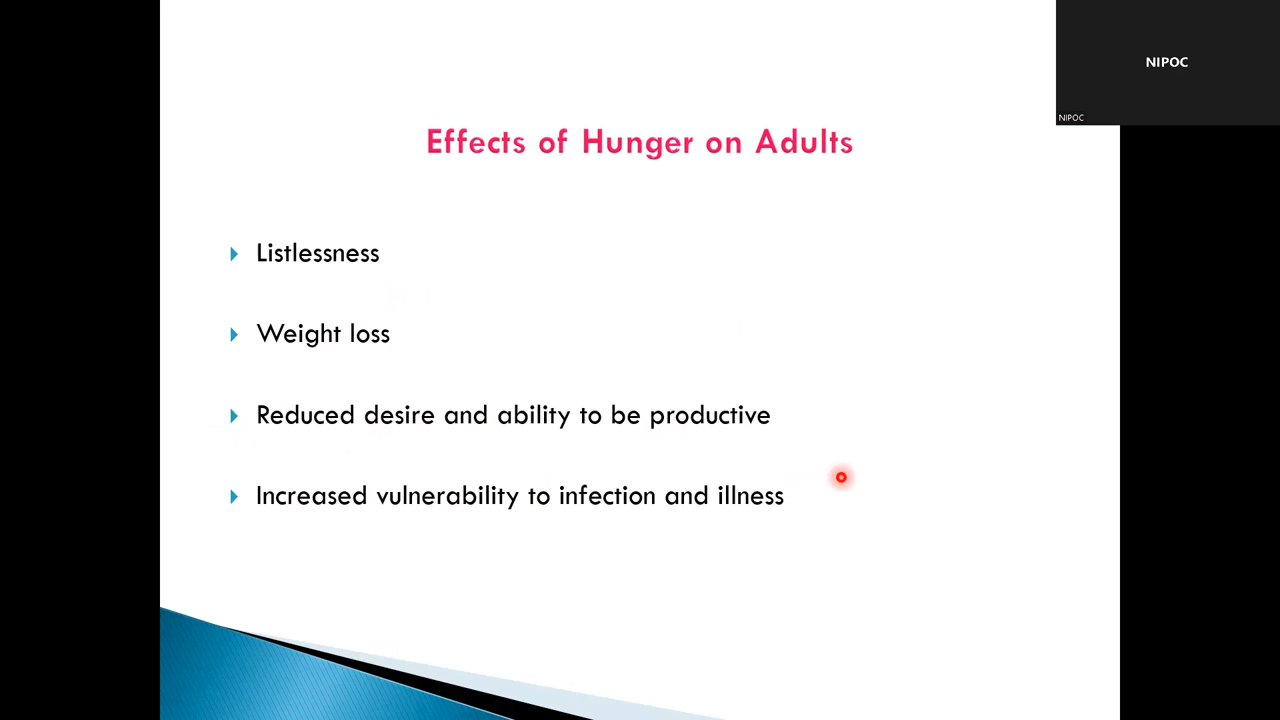 NIPOC
NIPOC
Effects of Hunger on Adults
Listlessness
Weight loss
Reduced desire and ability to be productive
Increased vulnerability to infection and illness